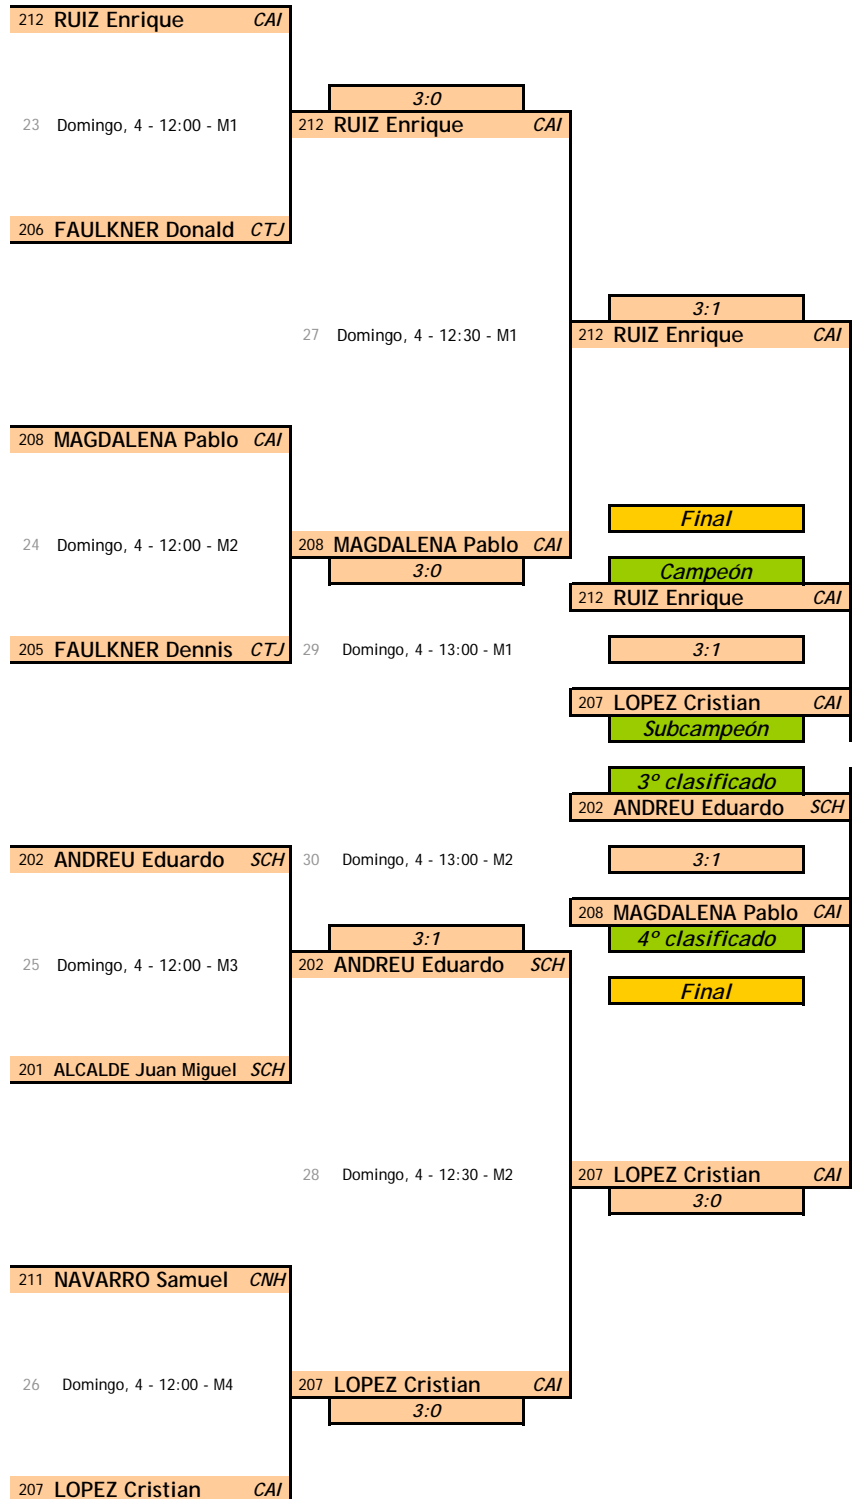 212 RUIZ Enrique CAI
3:0
23 Domingo, 4 - 12:00 - M1
212 RUIZ Enrique CAI
206 FAULKNER Donald CTJ
3:1
27 Domingo, 4 - 12:30 - M1
212 RUIZ Enrique CAI
208 MAGDALENA Pablo CAI
Final
24 Domingo, 4 - 12:00 - M2
208 MAGDALENA Pablo CAI
3:0
Campeón
212 RUIZ Enrique CAI
205 FAULKNER Dennis CTJ
29 Domingo, 4 - 13:00 - M1
3:1
207 LOPEZ Cristian CAI
Subcampeón
3º clasificado
202 ANDREU Eduardo SCH
202 ANDREU Eduardo SCH
30 Domingo, 4 - 13:00 - M2
3:1
208 MAGDALENA Pablo CAI
3:1
4º clasificado
25 Domingo, 4 - 12:00 - M3
202 ANDREU Eduardo SCH
Final
201 ALCALDE Juan Miguel SCH
28 Domingo, 4 - 12:30 - M2
207 LOPEZ Cristian CAI
3:0
211 NAVARRO Samuel CNH
26 Domingo, 4 - 12:00 - M4
207 LOPEZ Cristian CAI
3:0
207 LOPEZ Cristian CAI